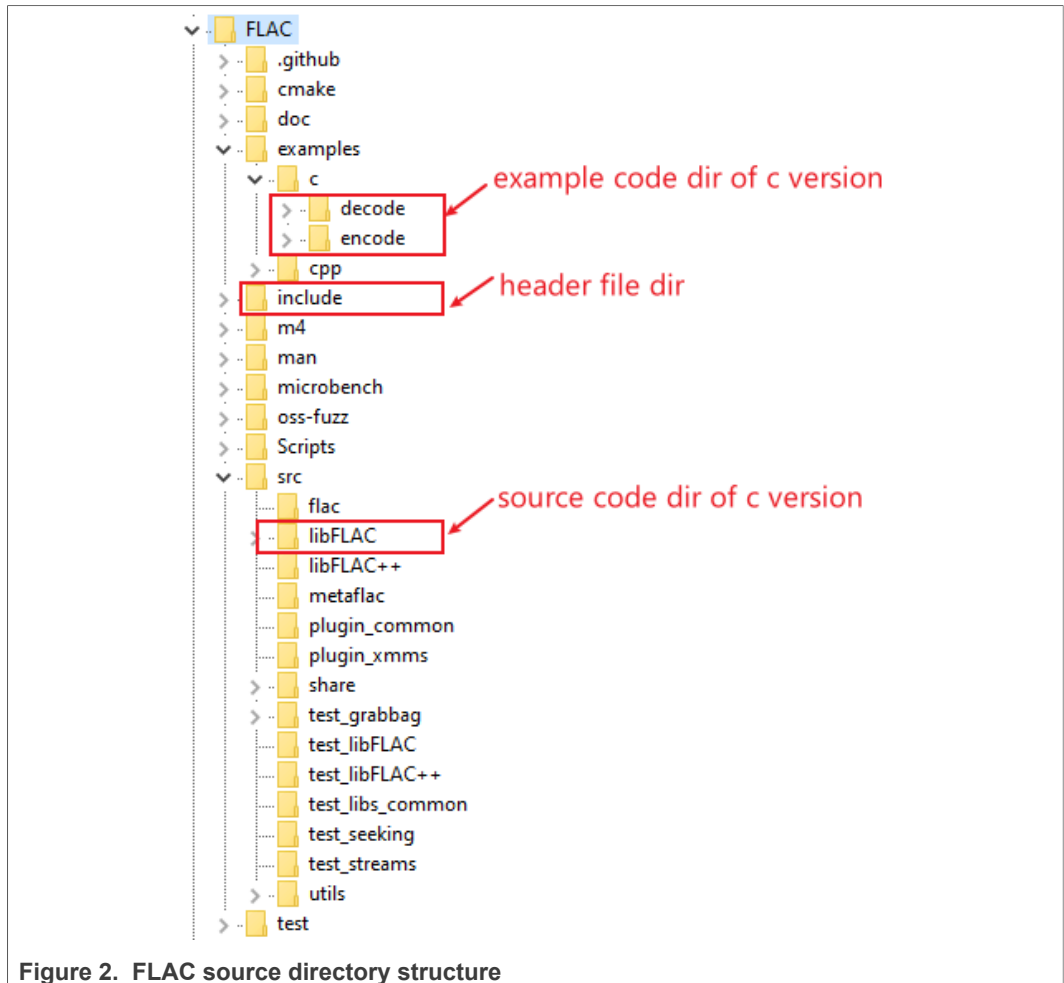 FLAC
.github
cmake
doc
examples
c
example code dir of c version
decode
encode
cpp
header file dir
include
m4
man
microbench
oss-fuzz
Scripts
src
source code dir of c version
flac
libFLAC
libFLAC++
metaflac
plugin_common
plugin_xmms
share
test_grabbag
test_libFLAC
test_libFLAC++
test_libs_common
test_seeking
test_streams
utils
test
Figure 2. FLAC source directory structure